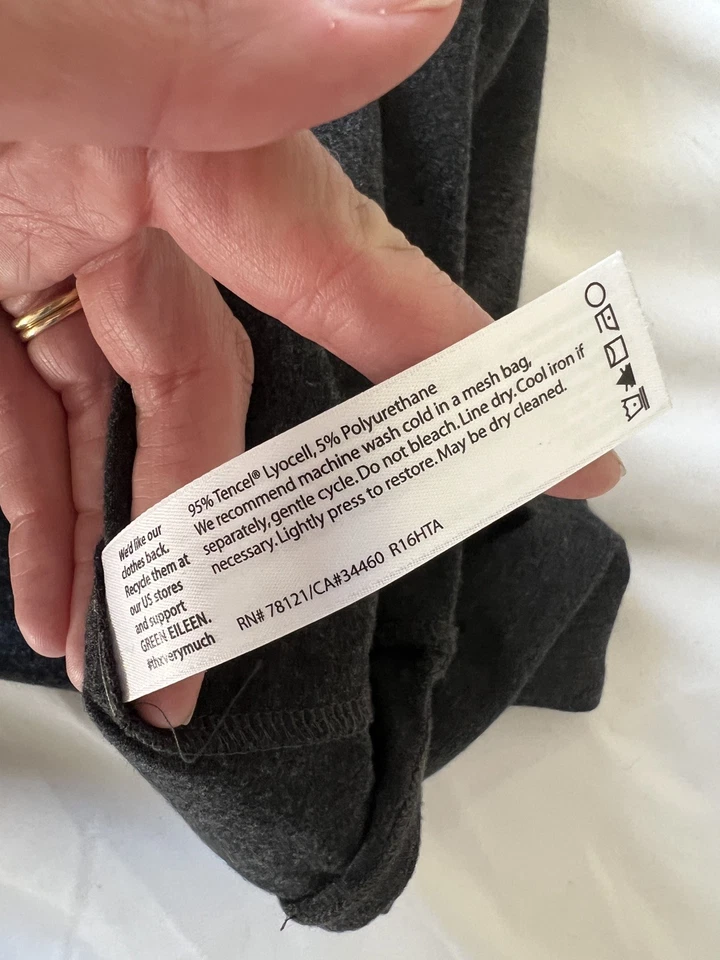 We'd like our
clothes back.
Recycle them at
our US stores
and support
GREEN EILEEN.
#thxverymuch
95% Tencel® Lyocell, 5% Polyurethane
We recommend machine wash cold in a mesh bag,
separately, gentle cycle. Do not bleach. Line dry. Cool iron if
necessary. Lightly press to restore. May be dry cleaned.
RN# 78121/CA#34460 R16HTA